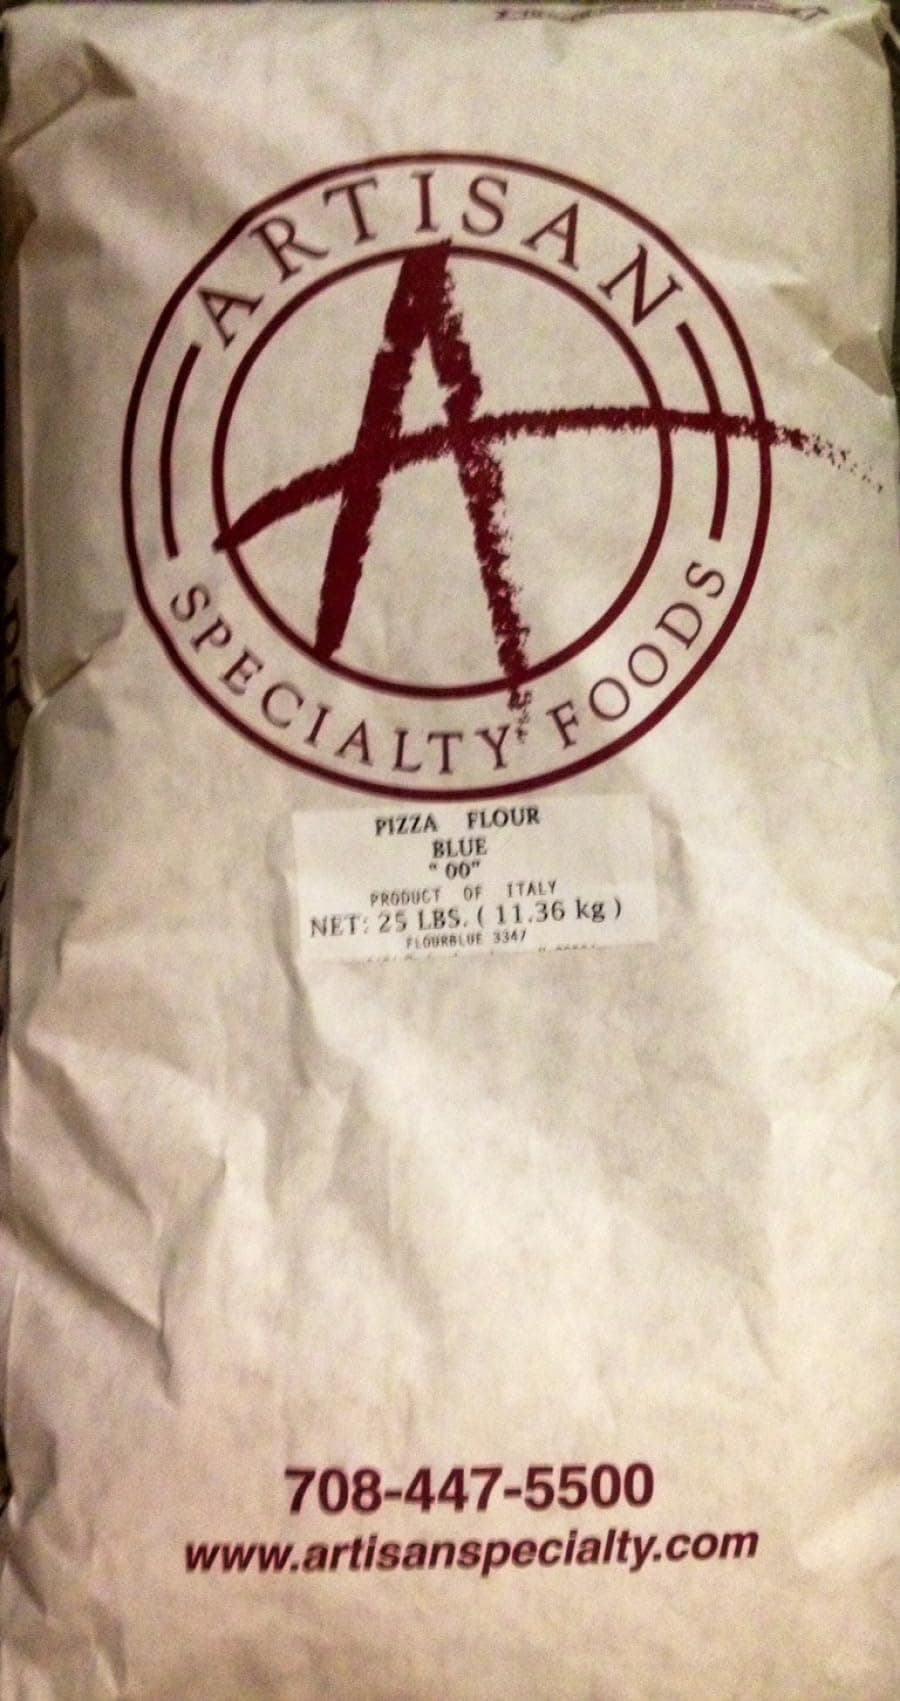 ARTISAN
A
SPECIALTY FOODS
PIZZA FLOUR
BLUE
" 00"
PRODUCT OF ITALY
NET: 25 LBS. ( 11.36 kg )
FLOURBLUE 3347
708-447-5500
www.artisanspecialty.com